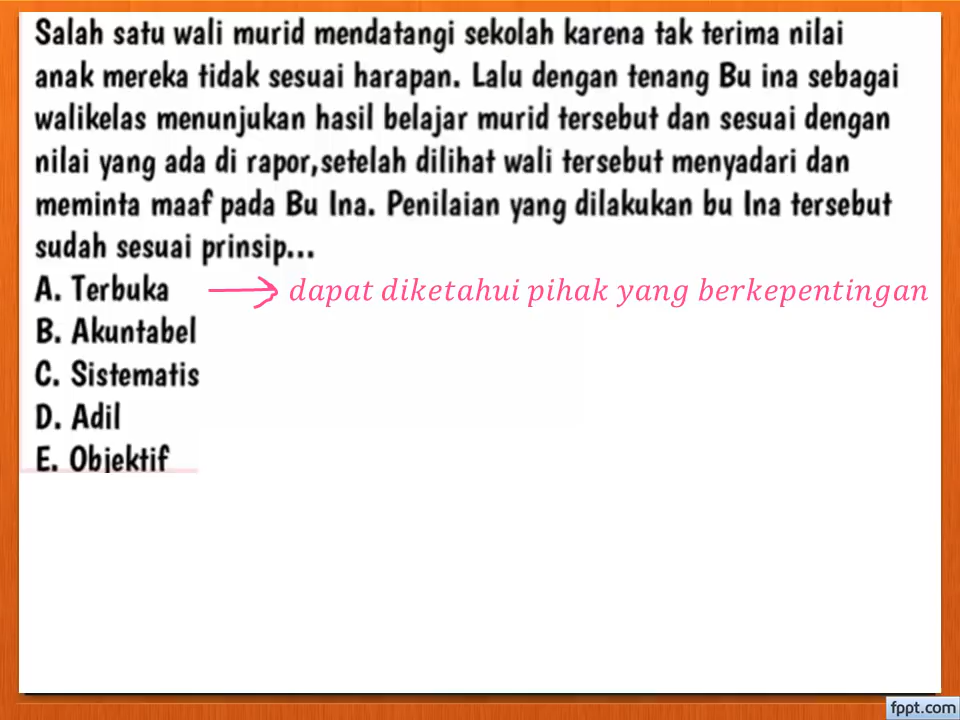 Salah satu wali murid mendatangi sekolah karena tak terima nilai
anak mereka tidak sesuai harapan. Lalu dengan tenang Bu ina sebagai
walikelas menunjukan hasil belajar murid tersebut dan sesuai dengan
nilai yang ada di rapor,setelah dilihat wali tersebut menyadari dan
meminta maaf pada Bu Ina. Penilaian yang dilakukan bu Ina tersebut
sudah sesuai prinsip...
A. Terbuka dapat diketahui pihak yang berkepentingan
B. Akuntabel
C. Sistematis
D. Adil
E. Objektif
fppt.com